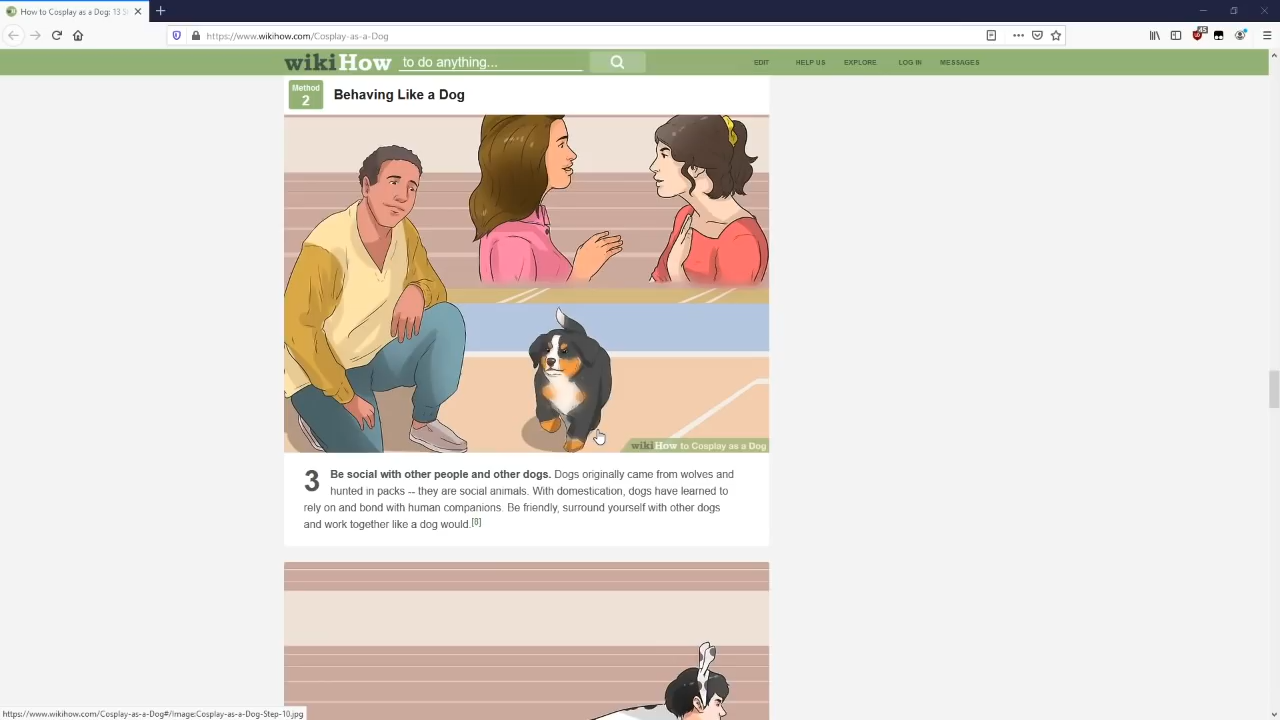 How to Cosplay as a Dog: 13 S
https://www.wikihow.com/Cosplay-as-a-Dog
wikiHow to do anything...
EDIT HELP US EXPLORE LOG IN MESSAGES
Method
2
Behaving Like a Dog
wikiHow to Cosplay as a Dog
3 Be social with other people and other dogs. Dogs originally came from wolves and
hunted in packs -- they are social animals. With domestication, dogs have learned to
rely on and bond with human companions. Be friendly, surround yourself with other dogs
and work together like a dog would.[8]
https://www.wikihow.com/Cosplay-as-a-Dog#/Image:Cosplay-as-a-Dog-Step-10.jpg